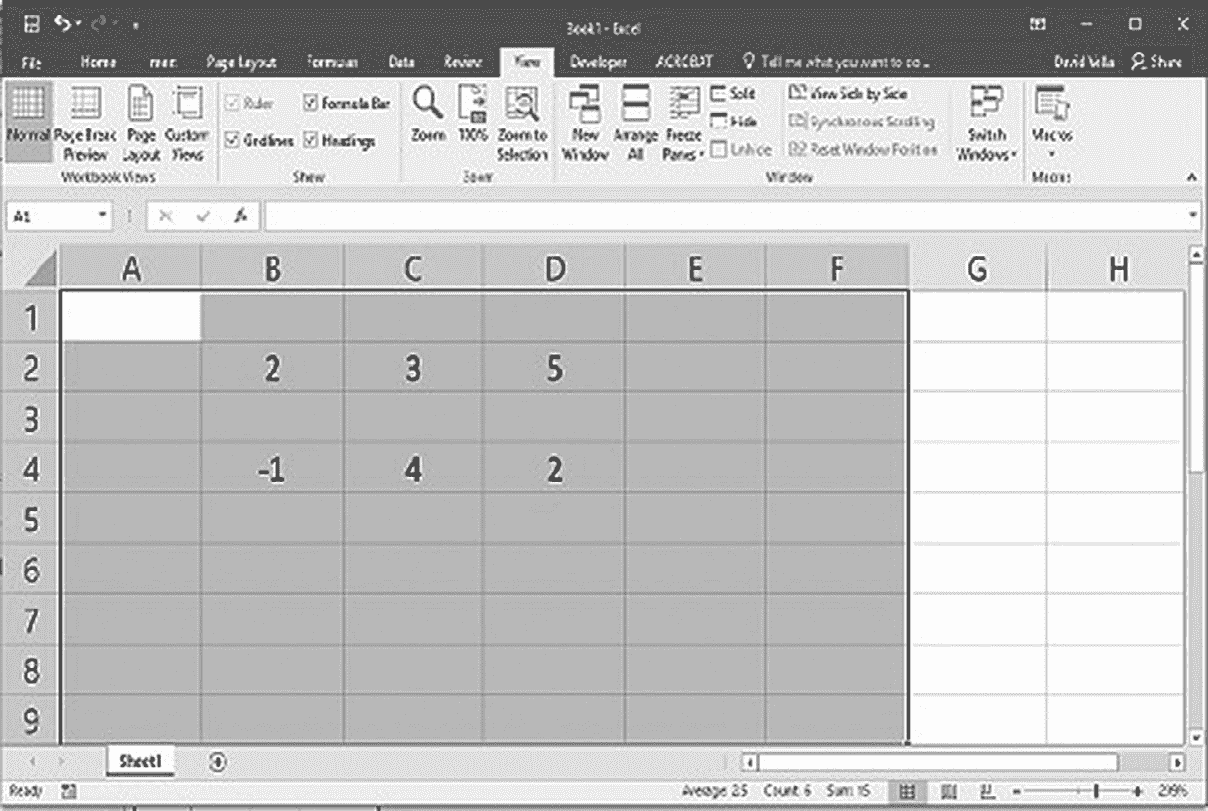 Book1 - Excel
File Home Page Layout Formulas Data Review View Developer ACROBAT Tell me what you want to do... David Share
Ruler Formula Bar
Gridlines Headings
Normal Page Break Preview Page Layout Custom Views
Zoom 100% Zoom to Selection
New Window Arrange All Freeze Panes
Split
Hide
Unhide
View Side by Side
Synchronous Scrolling
Reset Window Position
Switch Windows
Macros
Workbook Views Show Zoom Window Macros
A1 fx
A B C D E F G H
1
2 2 3 5
3
4 -1 4 2
5
6
7
8
9
Sheet1
Ready Average: 2.5 Count: 6 Sum: 15